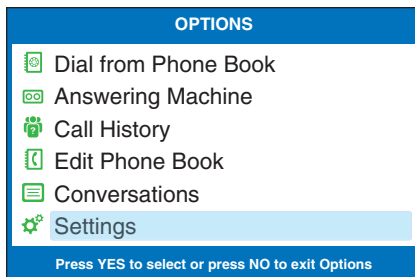 OPTIONS
Dial from Phone Book
Answering Machine
Call History
Edit Phone Book
Conversations
Settings
Press YES to select or press NO to exit Options